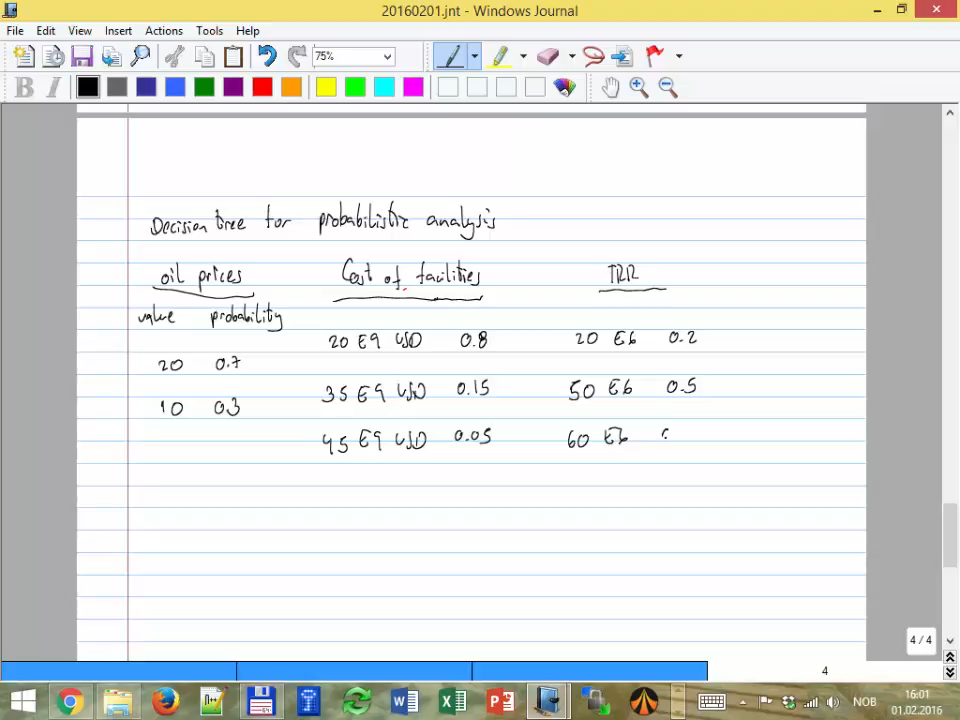 20160201.jnt - Windows Journal
File Edit View Insert Actions Tools Help
75%
B I
Decision tree for probabilistic analysis
oil prices Cost of facilities TRR
value probability
20 E9 USD 0.8 20 E6 0.2
20 0.7
35 E9 USD 0.15 50 E6 0.5
10 0.3
45 E9 USD 0.05 60 E6
4 / 4
4
NOB
16:01
01.02.2016